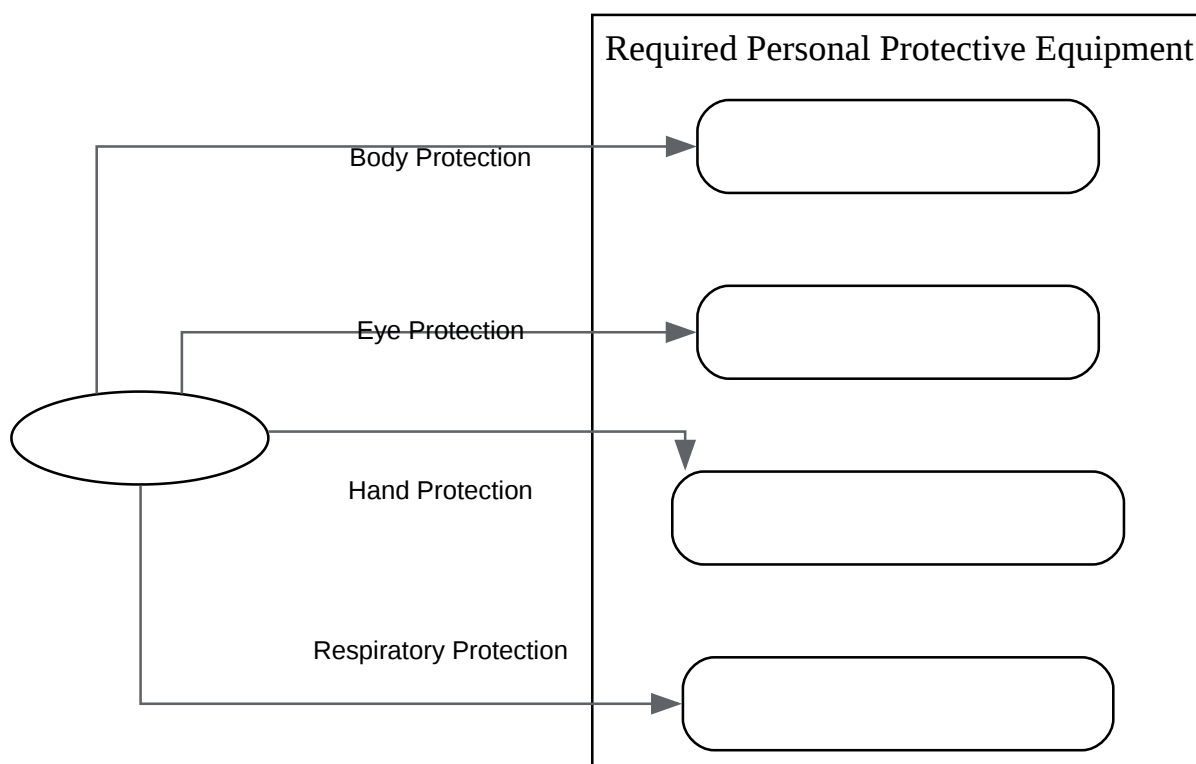 Required Personal Protective Equipment
Body Protection
Eye Protection
Hand Protection
Respiratory Protection